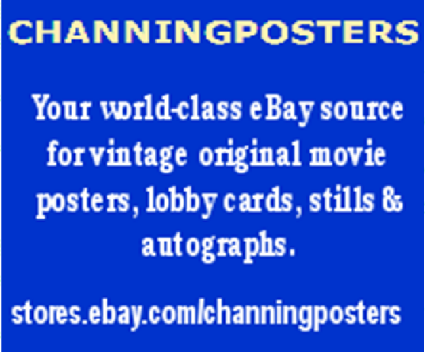 CHANNINGPOSTERS
Your world-class eBay source
for vintage original movie
posters, lobby cards, stills &
autographs.
stores.ebay.com/channingposters